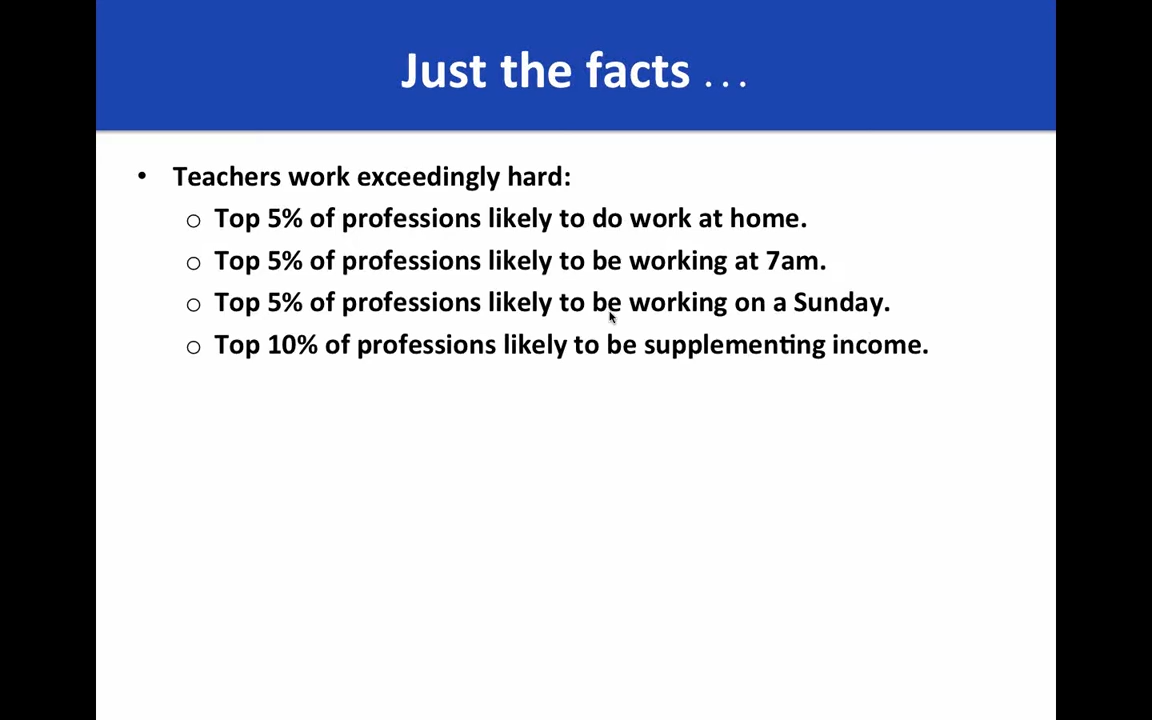 Just the facts . . .
• Teachers work exceedingly hard:
o Top 5% of professions likely to do work at home.
o Top 5% of professions likely to be working at 7am.
o Top 5% of professions likely to be working on a Sunday.
o Top 10% of professions likely to be supplementing income.